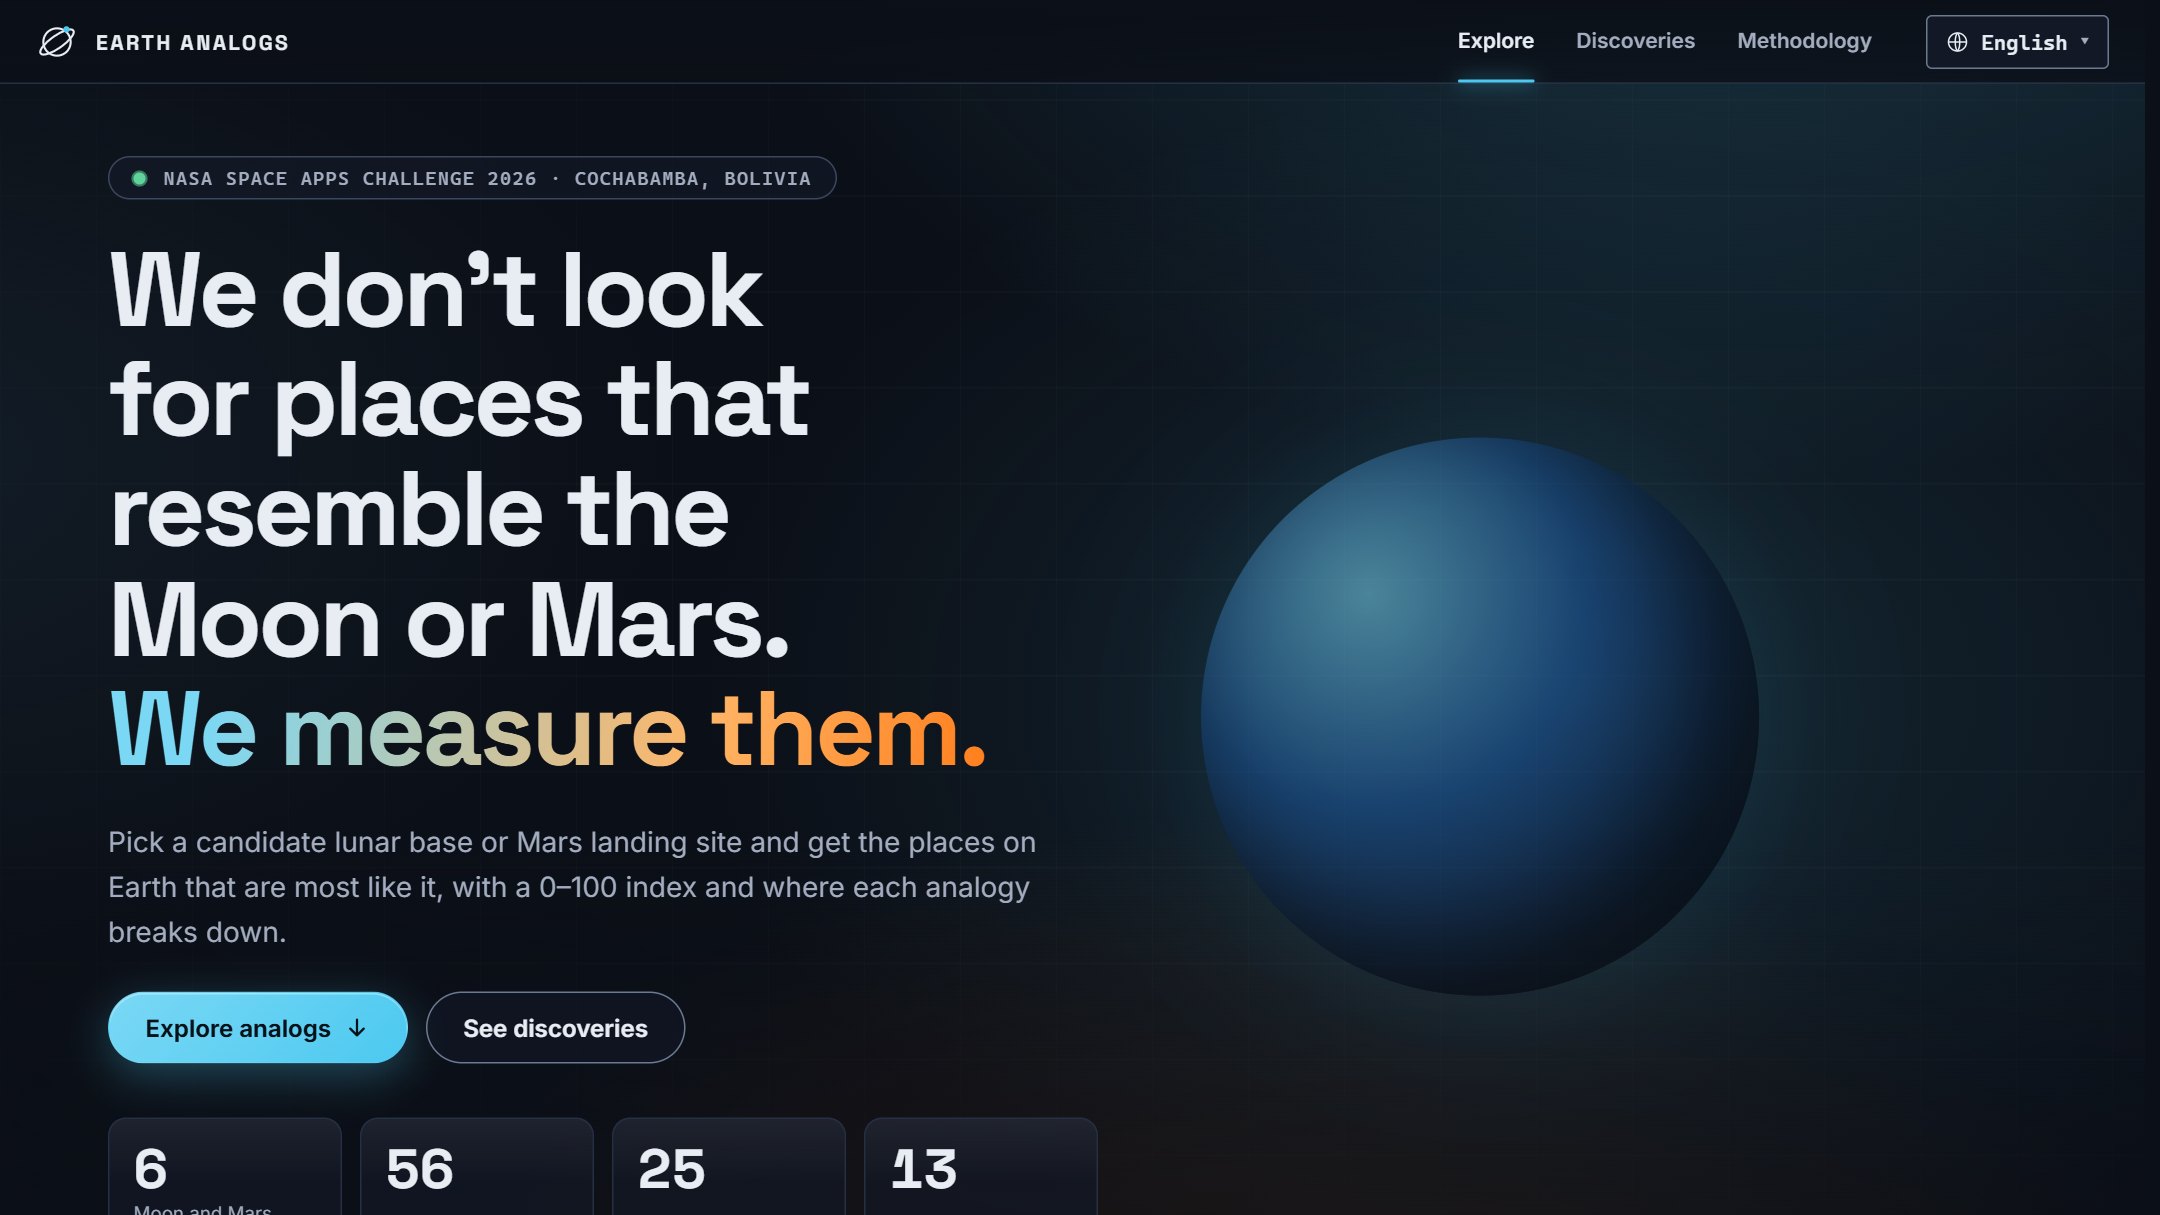 EARTH ANALOGS
Explore
Discoveries
Methodology
English
NASA SPACE APPS CHALLENGE 2026 · COCHABAMBA, BOLIVIA
We don’t look
for places that
resemble the
Moon or Mars.
We measure them.
Pick a candidate lunar base or Mars landing site and get the places on
Earth that are most like it, with a 0–100 index and where each analogy
breaks down.
Explore analogs ↓
See discoveries
6
56
25
13
Moon and Mars